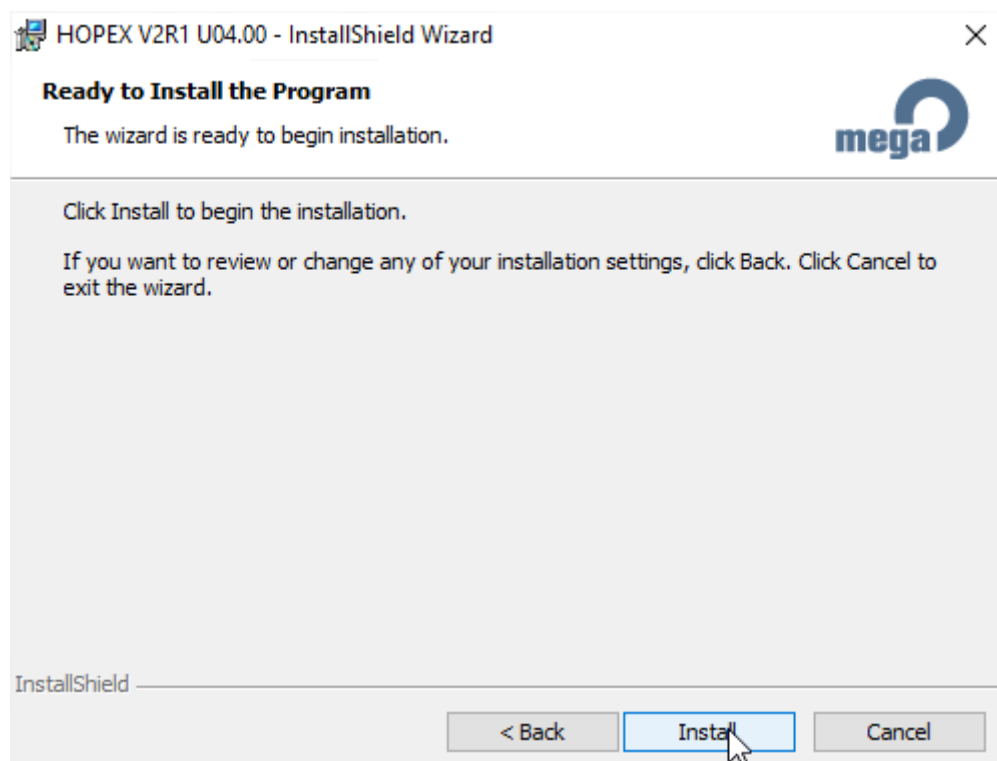 HOPEX V2R1 U04.00 - InstallShield Wizard
Ready to Install the Program
The wizard is ready to begin installation.
mega
Click Install to begin the installation.
If you want to review or change any of your installation settings, click Back. Click Cancel to
exit the wizard.
InstallShield
< Back
Install
Cancel